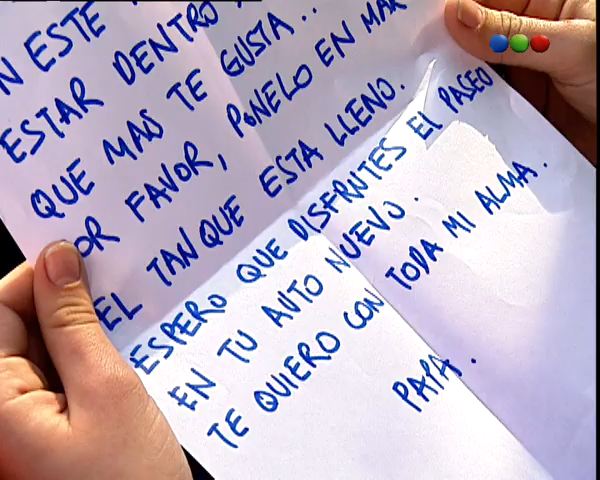 N ESTE
ESTAR DENTRO
QUE MAS TE GUSTA..
OR FAVOR, PONELO EN MAR
EL TANQUE ESTA LLENO.
ESPERO QUE DISFRUTES EL PASEO
EN TU AUTO NUEVO.
TE QUIERO CON TODA MI ALMA.
PAPA.